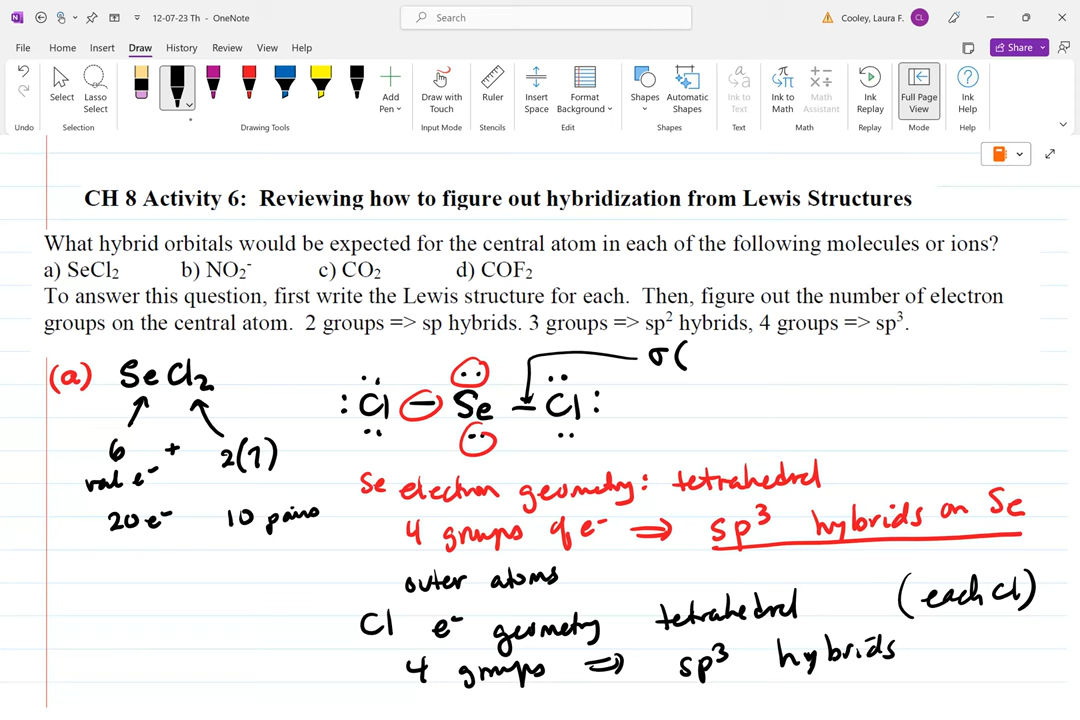 12-07-23 Th - OneNote
Search
Cooley, Laura F.
CL
File Home Insert Draw History Review View Help
Share
Undo
Select
Lasso Select
Selection
Drawing Tools
Add Pen
Draw with Touch
Input Mode
Ruler
Stencils
Insert Space
Format Background
Edit
Shapes
Automatic Shapes
Shapes
Ink to Text
Text
Ink to Math
Math Assistant
Math
Ink Replay
Replay
Full Page View
Mode
Ink Help
Help
CH 8 Activity 6: Reviewing how to figure out hybridization from Lewis Structures
What hybrid orbitals would be expected for the central atom in each of the following molecules or ions?
a) SeCl₂ b) NO₂⁻ c) CO₂ d) COF₂
To answer this question, first write the Lewis structure for each. Then, figure out the number of electron
groups on the central atom. 2 groups => sp hybrids. 3 groups => sp² hybrids, 4 groups => sp³.
(a) SeCl₂
6 + 2(7)
val e⁻
20 e⁻ 10 pairs
:Cl – Se – Cl:
σ(
Se electron geometry: tetrahedral
4 groups of e⁻ ⇒ sp³ hybrids on Se
outer atoms
Cl e⁻ geometry tetrahedral (each Cl)
4 groups ⇒ sp³ hybrids